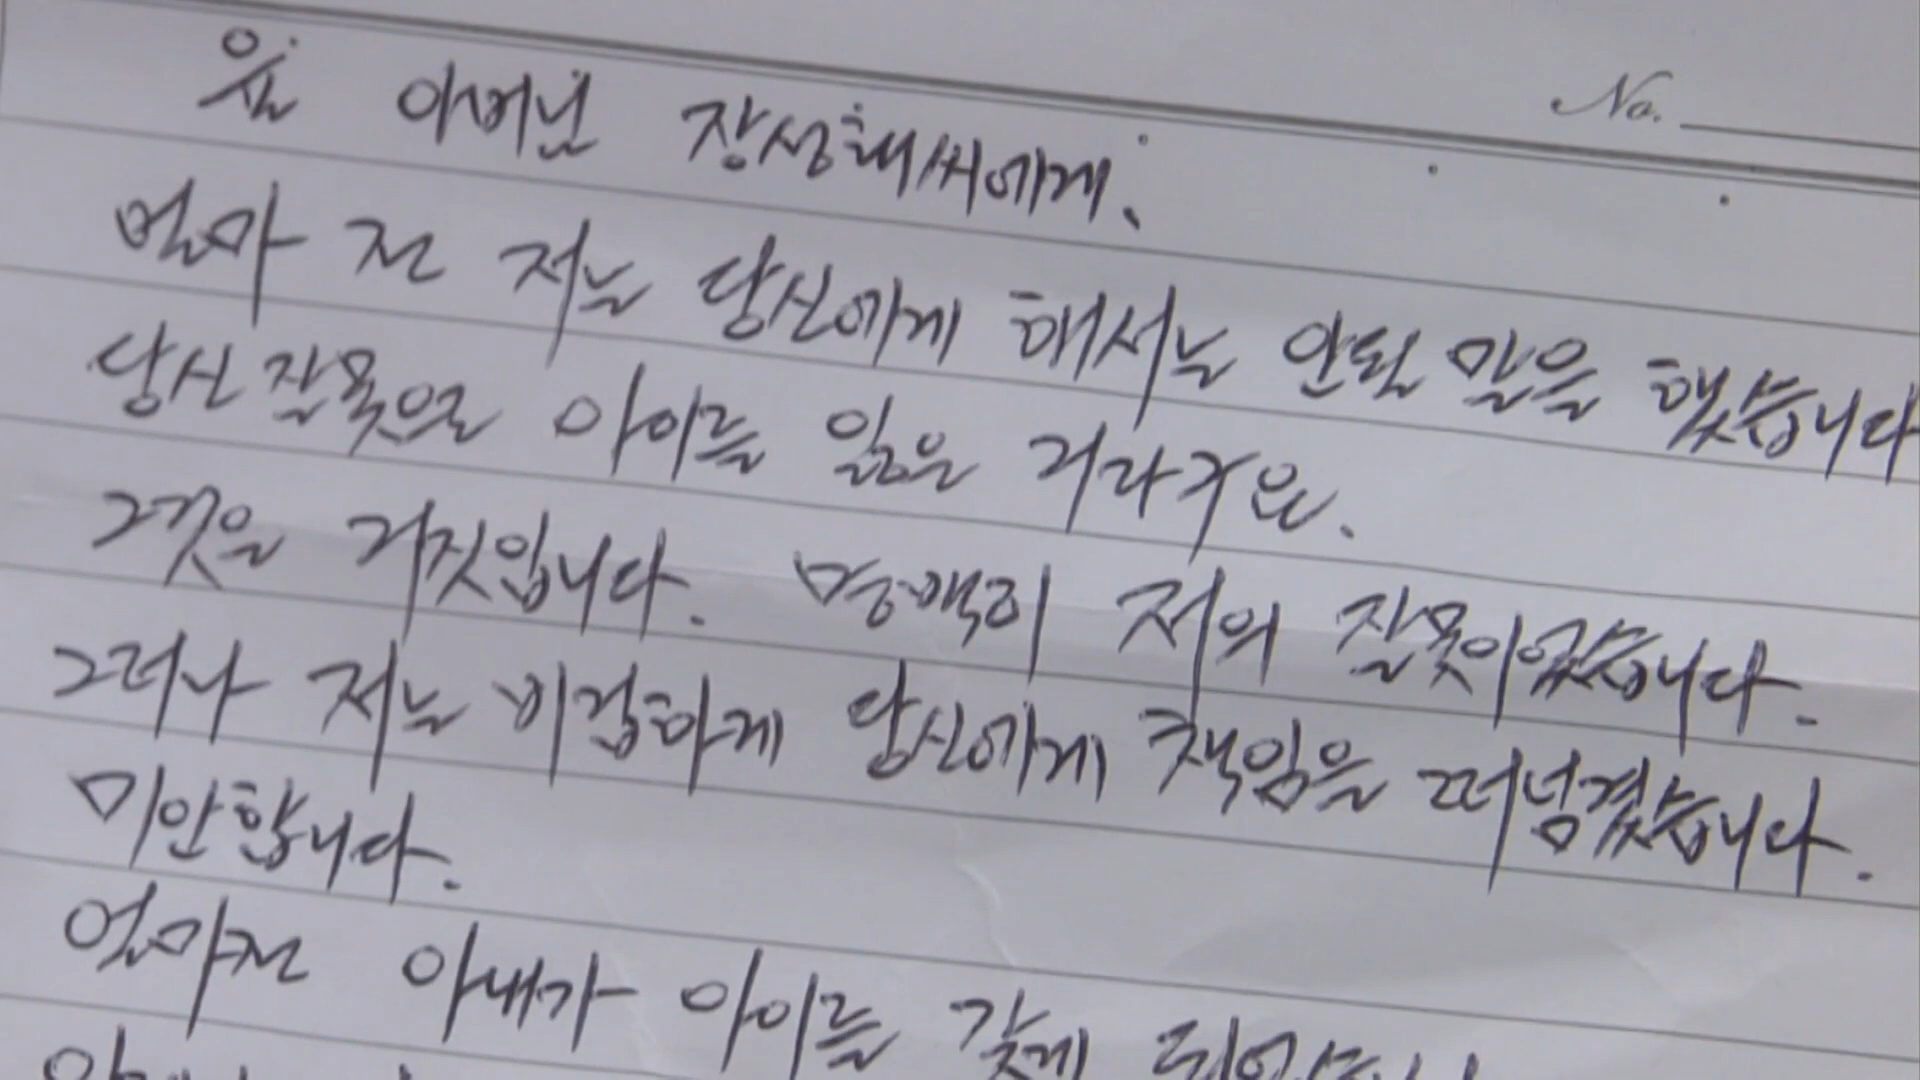 No.
윤 아버님 장성태씨에게.
얼마 전 저는 당신에게 해서는 안될 말을 했습니다
당신 잘못으로 아이를 잃은 거라구요.
그것은 거짓입니다. 명백히 저의 잘못이었습니다.
그러나 저는 비겁하게 당신에게 책임을 떠넘겼습니다.
미안합니다.
얼마전 아내가 아이를 갖게 되었습니